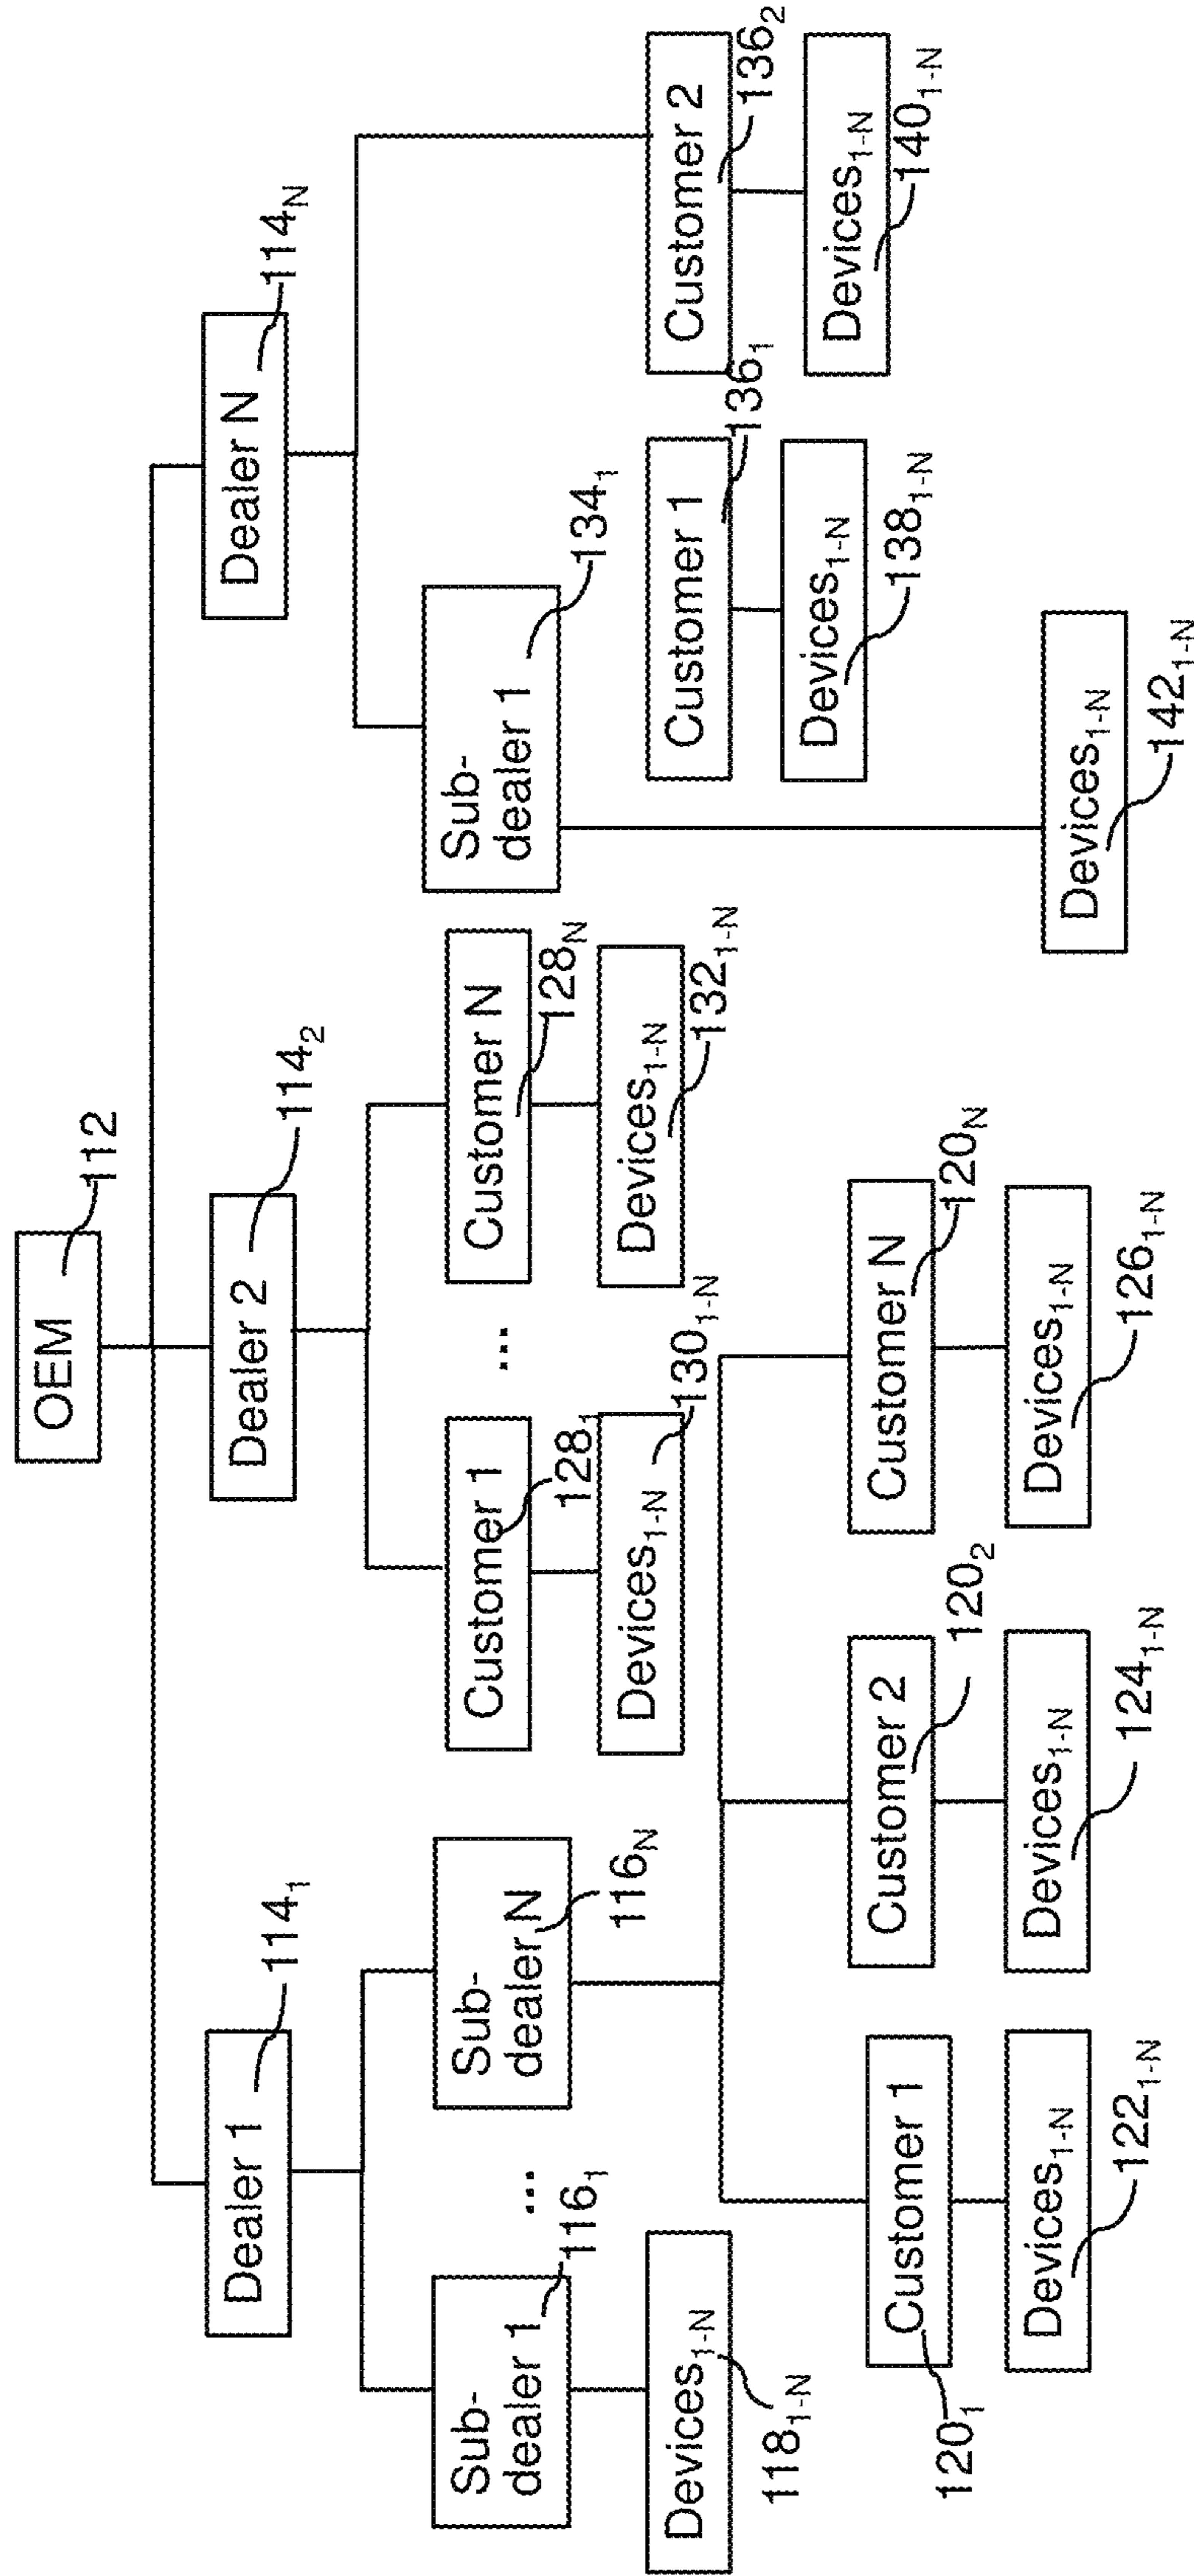 OEM
112
Dealer 1
114₁
Dealer 2
114₂
Dealer N
114N
Sub-
dealer 1
116₁
...
Sub-
dealer N
116N
Customer 1
128₁
...
Customer N
128N
Sub-
dealer 1
134₁
Devices1-N
1181-N
Devices1-N
1301-N
Devices1-N
1321-N
Customer 1
136₁
Customer 2
136₂
Devices1-N
1381-N
Devices1-N
1401-N
Customer 1
120₁
Customer 2
120₂
Customer N
120N
Devices1-N
1221-N
Devices1-N
1241-N
Devices1-N
1261-N
Devices1-N
1421-N